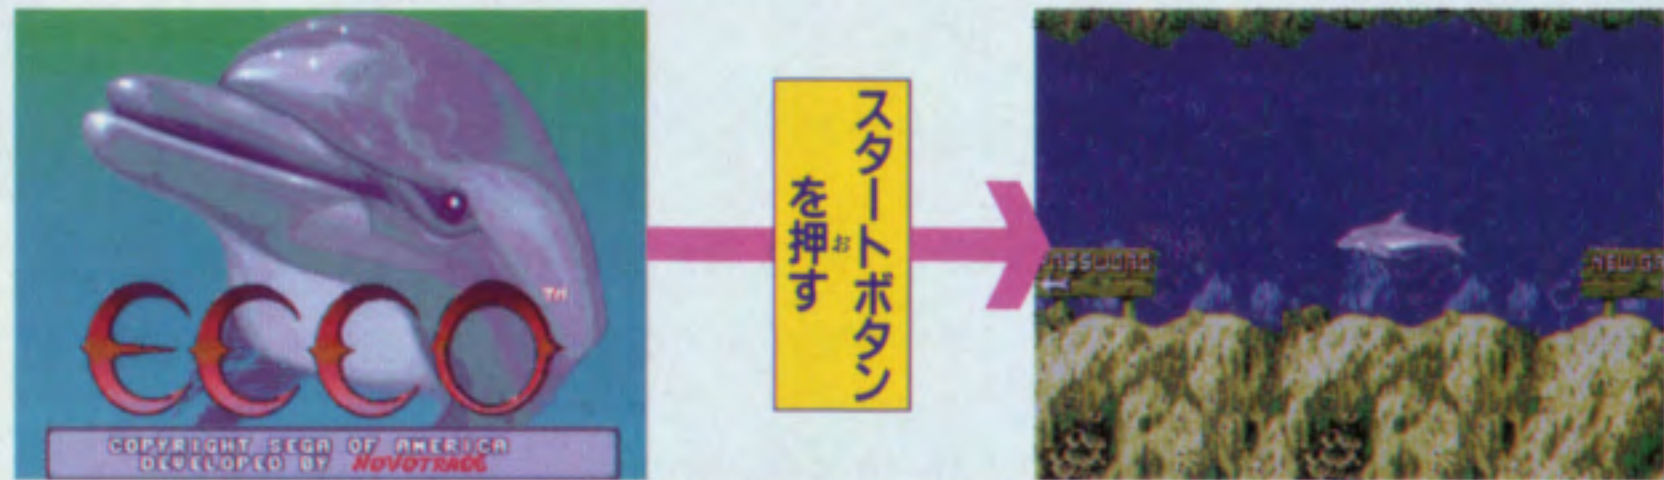 ECCO
TM
COPYRIGHT SEGA OF AMERICA
DEVELOPED BY NOVOTRADE
スタートボタン
を押す
お
PASSWORD